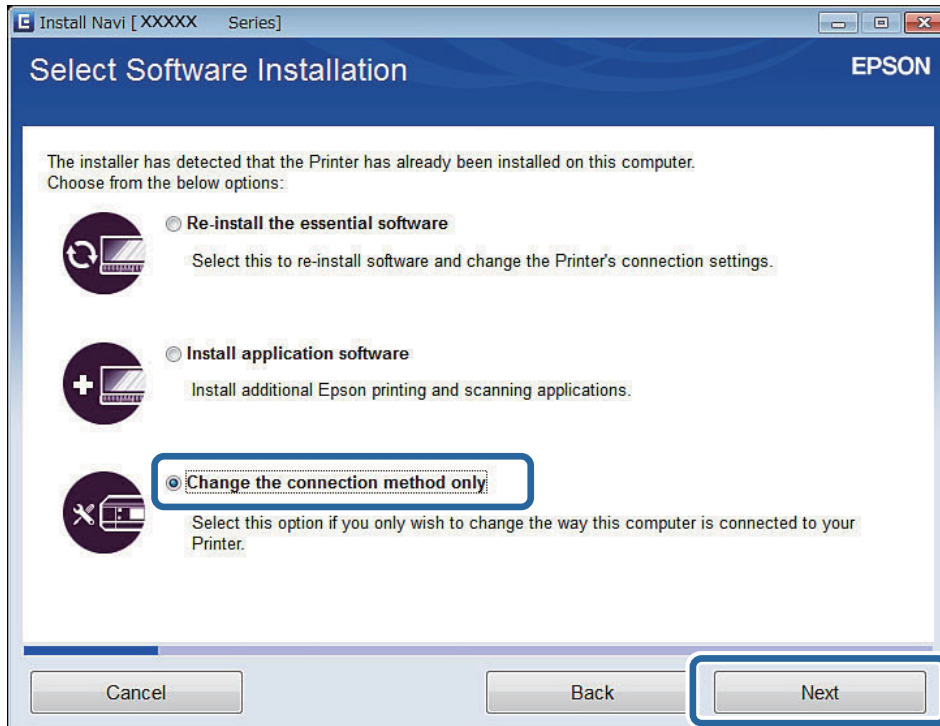 Install Navi [ XXXXX Series]
Select Software Installation
EPSON
The installer has detected that the Printer has already been installed on this computer.
Choose from the below options:
Re-install the essential software
Select this to re-install software and change the Printer's connection settings.
Install application software
Install additional Epson printing and scanning applications.
Change the connection method only
Select this option if you only wish to change the way this computer is connected to your
Printer.
Cancel
Back
Next